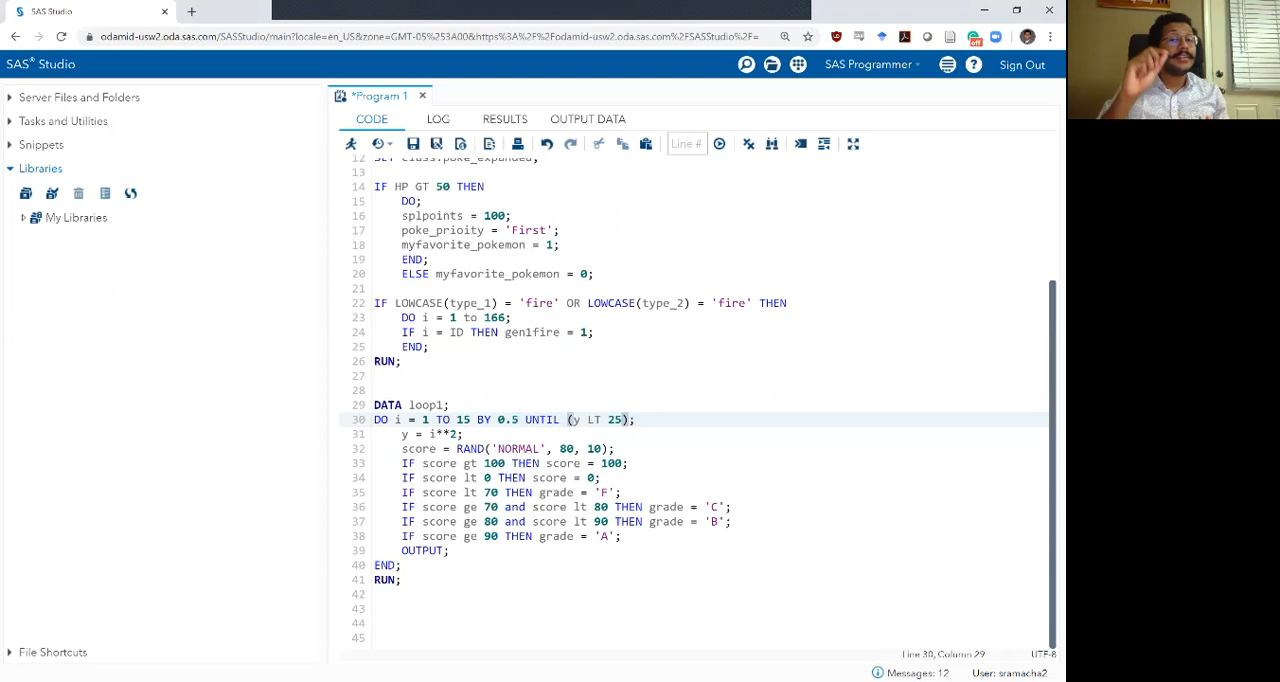 SAS Studio
odamid-usw2.oda.sas.com/SASStudio/main?locale=en_US&zone=GMT-05%253A00&https%3A%2F%2Fodamid-usw2.oda.sas.com%2FSASStudio%2F=
SAS® Studio
SAS Programmer
Sign Out
Server Files and Folders
Tasks and Utilities
Snippets
Libraries
My Libraries
File Shortcuts
*Program 1
CODE LOG RESULTS OUTPUT DATA
Line #
12 SET class.poke_expanded;
13
14 IF HP GT 50 THEN
15 DO;
16 splpoints = 100;
17 poke_prioity = 'First';
18 myfavorite_pokemon = 1;
19 END;
20 ELSE myfavorite_pokemon = 0;
21
22 IF LOWCASE(type_1) = 'fire' OR LOWCASE(type_2) = 'fire' THEN
23 DO i = 1 to 166;
24 IF i = ID THEN gen1fire = 1;
25 END;
26 RUN;
27
28
29 DATA loop1;
30 DO i = 1 TO 15 BY 0.5 UNTIL (y LT 25);
31 y = i**2;
32 score = RAND('NORMAL', 80, 10);
33 IF score gt 100 THEN score = 100;
34 IF score lt 0 THEN score = 0;
35 IF score lt 70 THEN grade = 'F';
36 IF score ge 70 and score lt 80 THEN grade = 'C';
37 IF score ge 80 and score lt 90 THEN grade = 'B';
38 IF score ge 90 THEN grade = 'A';
39 OUTPUT;
40 END;
41 RUN;
42
43
44
45
Line 30, Column 29 UTF-8
Messages: 12 User: sramacha2